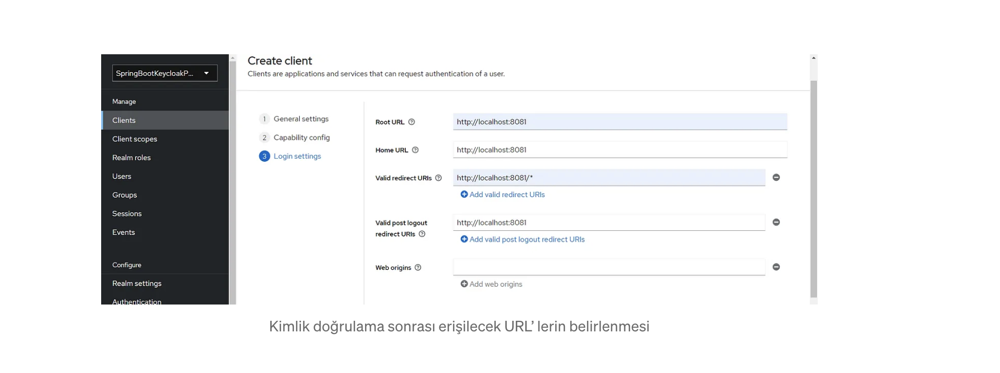 SpringBootKeycloakP...
Manage
Clients
Client scopes
Realm roles
Users
Groups
Sessions
Events
Configure
Realm settings
Authentication
Create client
Clients are applications and services that can request authentication of a user.
1 General settings
2 Capability config
3 Login settings
Root URL
http://localhost:8081
Home URL
http://localhost:8081
Valid redirect URIs
http://localhost:8081/*
Add valid redirect URIs
Valid post logout
redirect URIs
http://localhost:8081
Add valid post logout redirect URIs
Web origins
Add web origins
Kimlik doğrulama sonrası erişilecek URL’ lerin belirlenmesi